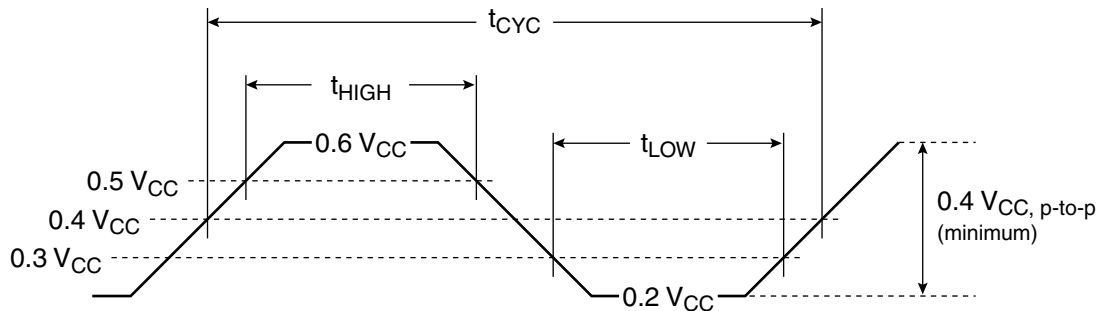 tCYC
tHIGH
0.6 VCC
tLOW
0.5 VCC
0.4 VCC
0.4 VCC, p-to-p
(minimum)
0.3 VCC
0.2 VCC